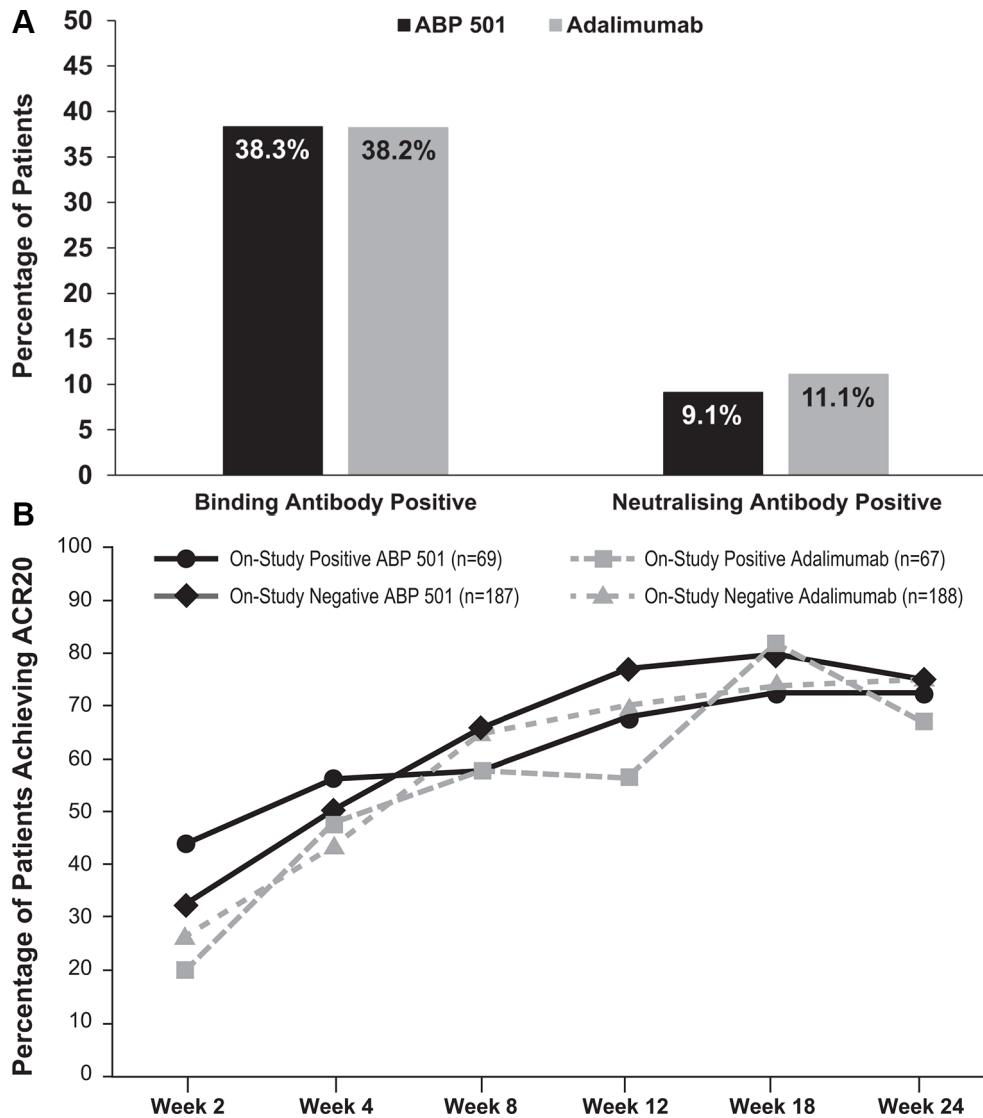 A
ABP 501 Adalimumab
Percentage of Patients
50
45
40
35
30
25
20
15
10
5
0
38.3% 38.2%
9.1% 11.1%
Binding Antibody Positive Neutralising Antibody Positive
B
Percentage of Patients Achieving ACR20
On-Study Positive ABP 501 (n=69) On-Study Positive Adalimumab (n=67)
On-Study Negative ABP 501 (n=187) On-Study Negative Adalimumab (n=188)
100
90
80
70
60
50
40
30
20
10
0
Week 2 Week 4 Week 8 Week 12 Week 18 Week 24